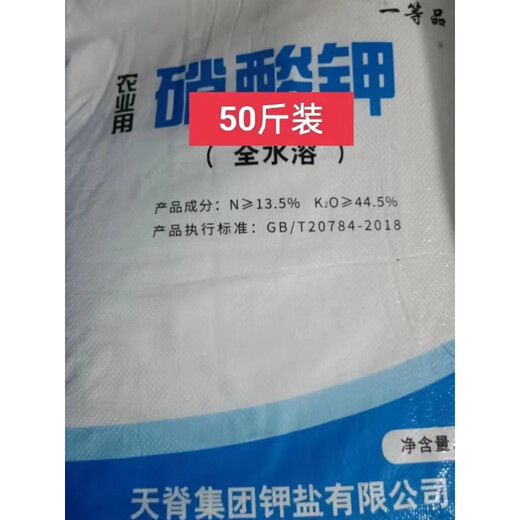 一等品
农业用
硝酸钾
50斤装
(全水溶)
产品成分: N≥13.5% K₂O≥44.5%
产品执行标准: GB/T20784-2018
净含量
天脊集团钾盐有限公司